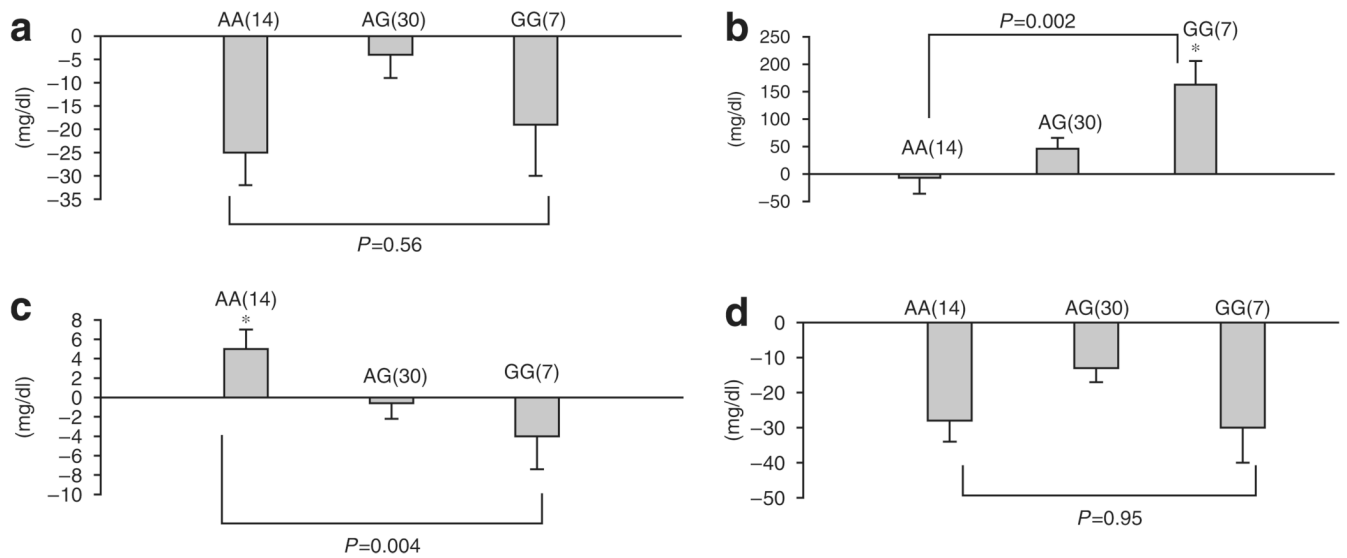 a
AA(14) AG(30) GG(7)
0
−5
−10
−15
−20
−25
−30
−35
(mg/dl)
P=0.56
b
P=0.002
GG(7)
*
AG(30)
AA(14)
250
200
150
100
50
0
−50
(mg/dl)
c
AA(14)
*
AG(30) GG(7)
8
6
4
2
0
−2
−4
−6
−8
−10
(mg/dl)
P=0.004
d
AA(14) AG(30) GG(7)
0
−10
−20
−30
−40
−50
(mg/dl)
P=0.95